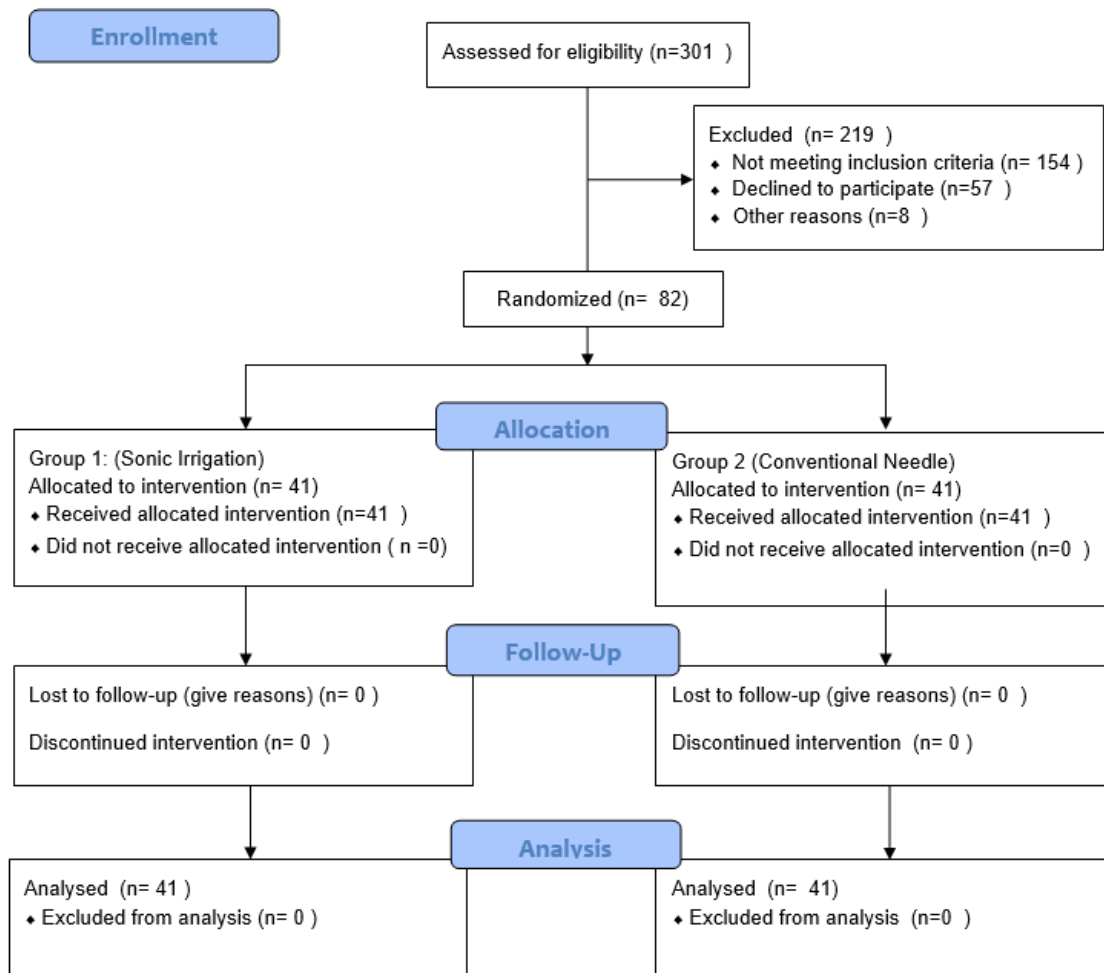 Enrollment
Assessed for eligibility (n=301 )
Excluded (n= 219 )
⬥ Not meeting inclusion criteria (n= 154 )
⬥ Declined to participate (n=57 )
⬥ Other reasons (n=8 )
Randomized (n= 82)
Allocation
Group 1: (Sonic Irrigation)
Allocated to intervention (n= 41)
⬥ Received allocated intervention (n=41 )
⬥ Did not receive allocated intervention ( n =0)
Group 2 (Conventional Needle)
Allocated to intervention (n= 41)
⬥ Received allocated intervention (n=41 )
⬥ Did not receive allocated intervention (n=0 )
Follow-Up
Lost to follow-up (give reasons) (n= 0 )
Discontinued intervention (n= 0 )
Lost to follow-up (give reasons) (n= 0 )
Discontinued intervention (n= 0 )
Analysis
Analysed (n= 41 )
⬥ Excluded from analysis (n= 0 )
Analysed (n= 41)
⬥ Excluded from analysis (n=0 )